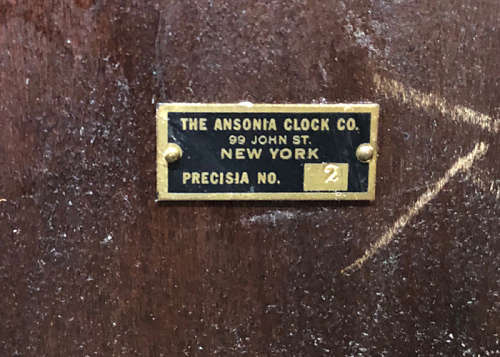 THE ANSONIA CLOCK CO.
99 JOHN ST.
NEW YORK
PRECISIA NO. 2